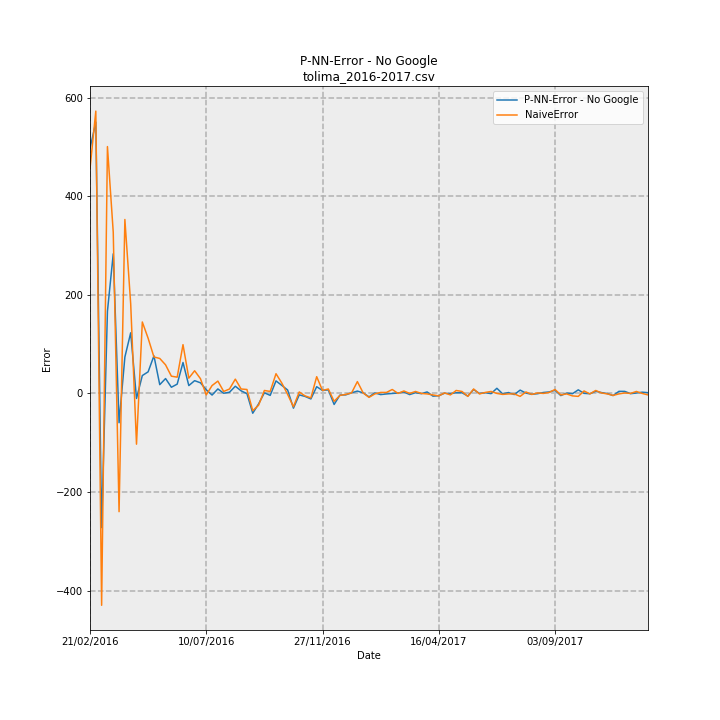 P-NN-Error - No Google
tolima_2016-2017.csv
P-NN-Error - No Google
NaiveError
600
400
200
0
−200
−400
Error
21/02/2016 10/07/2016 27/11/2016 16/04/2017 03/09/2017
Date